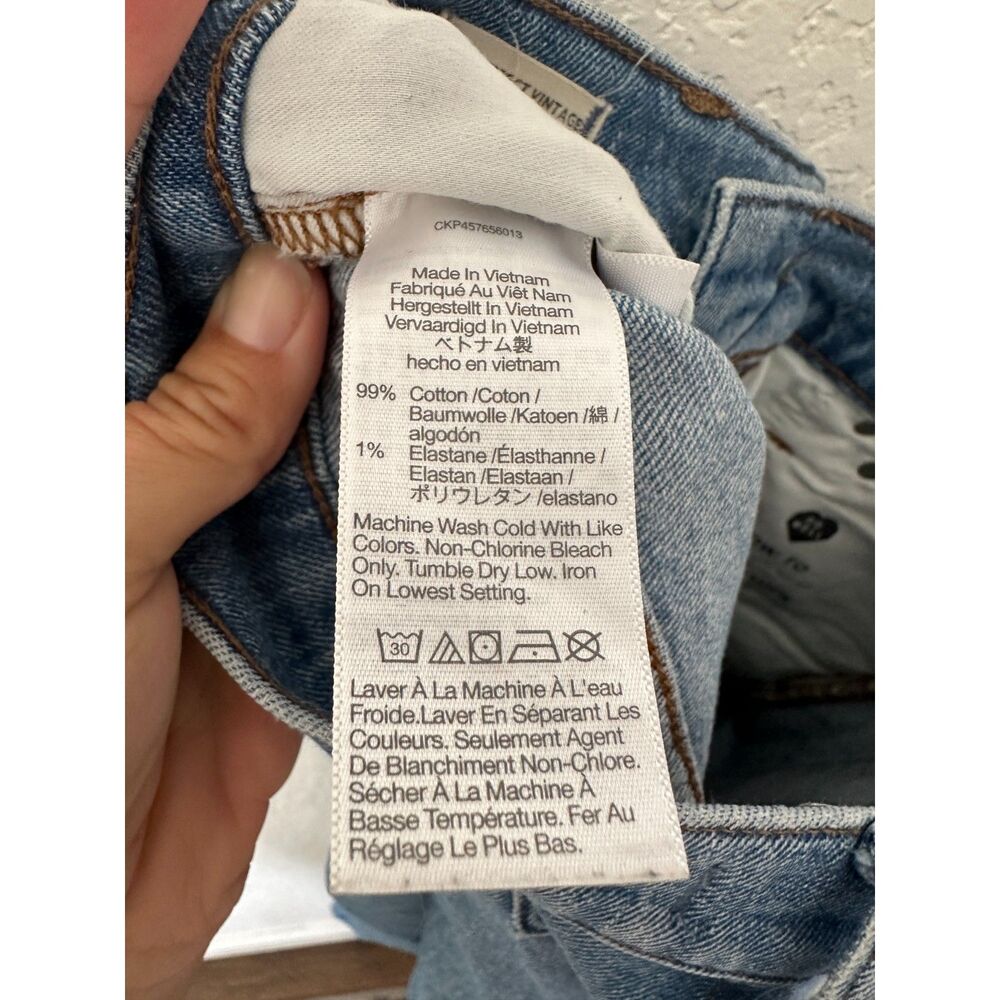 VINTAGE
CKP457656013
Made In Vietnam
Fabriqué Au Viêt Nam
Hergestellt In Vietnam
Vervaardigd In Vietnam
ベトナム製
hecho en vietnam
99% Cotton /Coton /
Baumwolle /Katoen /綿 /
algodón
1% Elastane /Élasthanne /
Elastan /Elastaan /
ポリウレタン /elastano
Machine Wash Cold With Like
Colors. Non-Chlorine Bleach
Only. Tumble Dry Low. Iron
On Lowest Setting.
30
Laver À La Machine À L'eau
Froide.Laver En Séparant Les
Couleurs. Seulement Agent
De Blanchiment Non-Chlore.
Sécher À La Machine À
Basse Température. Fer Au
Réglage Le Plus Bas.